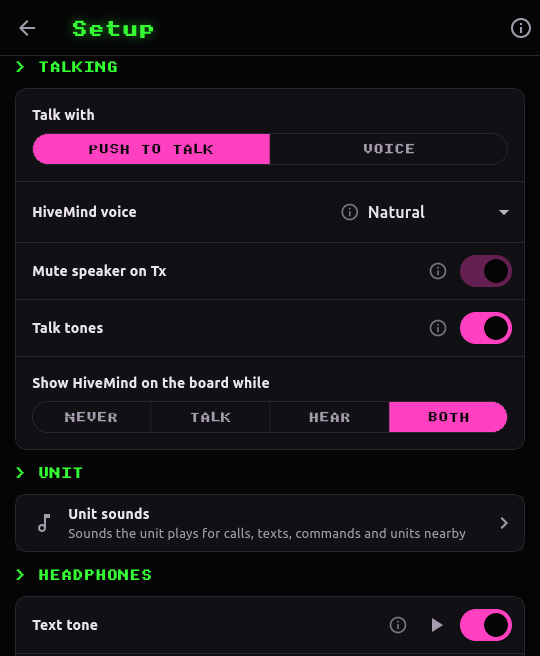 Setup
> TALKING
Talk with
PUSH TO TALK
VOICE
HiveMind voice
Natural
Mute speaker on Tx
Talk tones
Show HiveMind on the board while
NEVER
TALK
HEAR
BOTH
> UNIT
Unit sounds
Sounds the unit plays for calls, texts, commands and units nearby
> HEADPHONES
Text tone